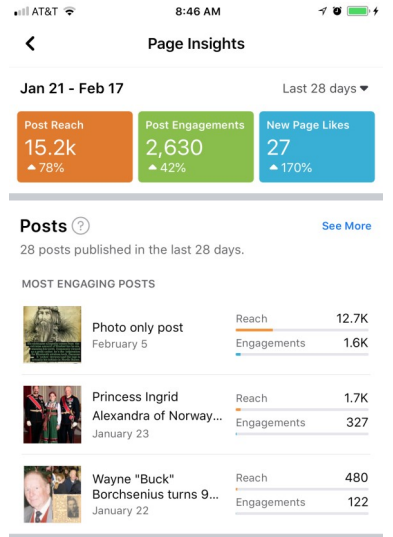 AT&T 8:46 AM
Page Insights
Jan 21 - Feb 17 Last 28 days
Post Reach Post Engagements New Page Likes
15.2k 2,630 27
78% 42% 170%
Posts ? See More
28 posts published in the last 28 days.
MOST ENGAGING POSTS
Photo only post
February 5
Reach 12.7K
Engagements 1.6K
Princess Ingrid
Alexandra of Norway...
January 23
Reach 1.7K
Engagements 327
Wayne "Buck"
Borchsenius turns 9...
January 22
Reach 480
Engagements 122